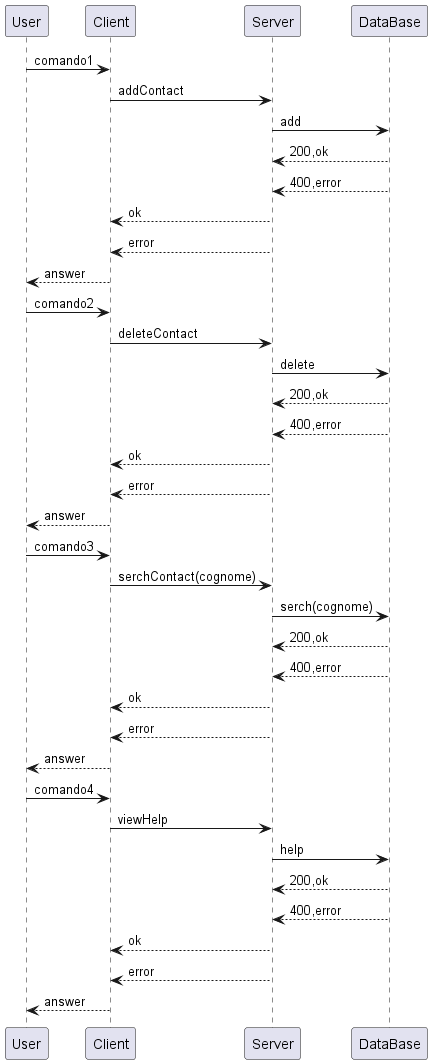 User Client Server DataBase
comando1
addContact
add
200,ok
400,error
ok
error
answer
comando2
deleteContact
delete
200,ok
400,error
ok
error
answer
comando3
serchContact(cognome)
serch(cognome)
200,ok
400,error
ok
error
answer
comando4
viewHelp
help
200,ok
400,error
ok
error
answer
User Client Server DataBase